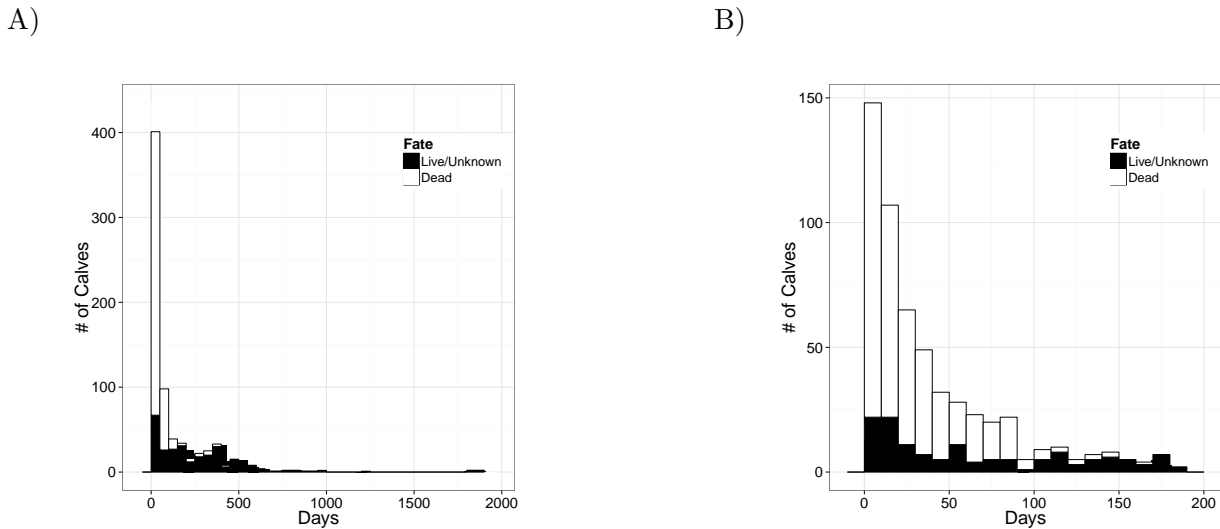 A)
400
300
200
100
0
# of Calves
0 500 1000 1500 2000
Days
Fate
Live/Unknown
Dead
B)
150
100
50
0
# of Calves
0 50 100 150 200
Days
Fate
Live/Unknown
Dead